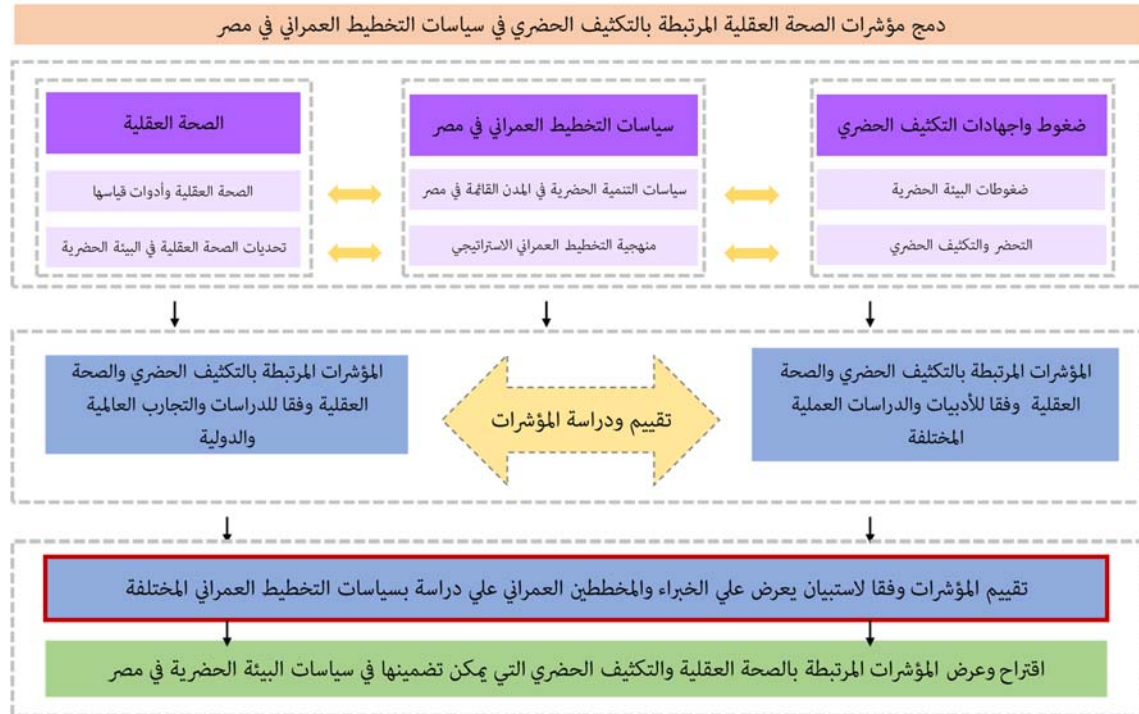 دمج مؤشرات الصحة العقلية المرتبطة بالتكثيف الحضري في سياسات التخطيط العمراني في مصر
ضغوط واجهادات التكثيف الحضري
ضغوطات البيئة الحضرية
التحضر والتكثيف الحضري
سياسات التخطيط العمراني في مصر
سياسات التنمية الحضرية في المدن القائمة في مصر
منهجية التخطيط العمراني الاستراتيجي
الصحة العقلية
الصحة العقلية وأدوات قياسها
تحديات الصحة العقلية في البيئة الحضرية
المؤشرات المرتبطة بالتكثيف الحضري والصحة
العقلية وفقا للأدبيات والدراسات العملية
المختلفة
تقييم ودراسة المؤشرات
المؤشرات المرتبطة بالتكثيف الحضري والصحة
العقلية وفقا للدراسات والتجارب العالمية
والدولية
تقييم المؤشرات وفقا لاستبيان يعرض علي الخبراء والمخططين العمراني علي دراسة بسياسات التخطيط العمراني المختلفة
اقتراح وعرض المؤشرات المرتبطة بالصحة العقلية والتكثيف الحضري التي يمكن تضمينها في سياسات البيئة الحضرية في مصر